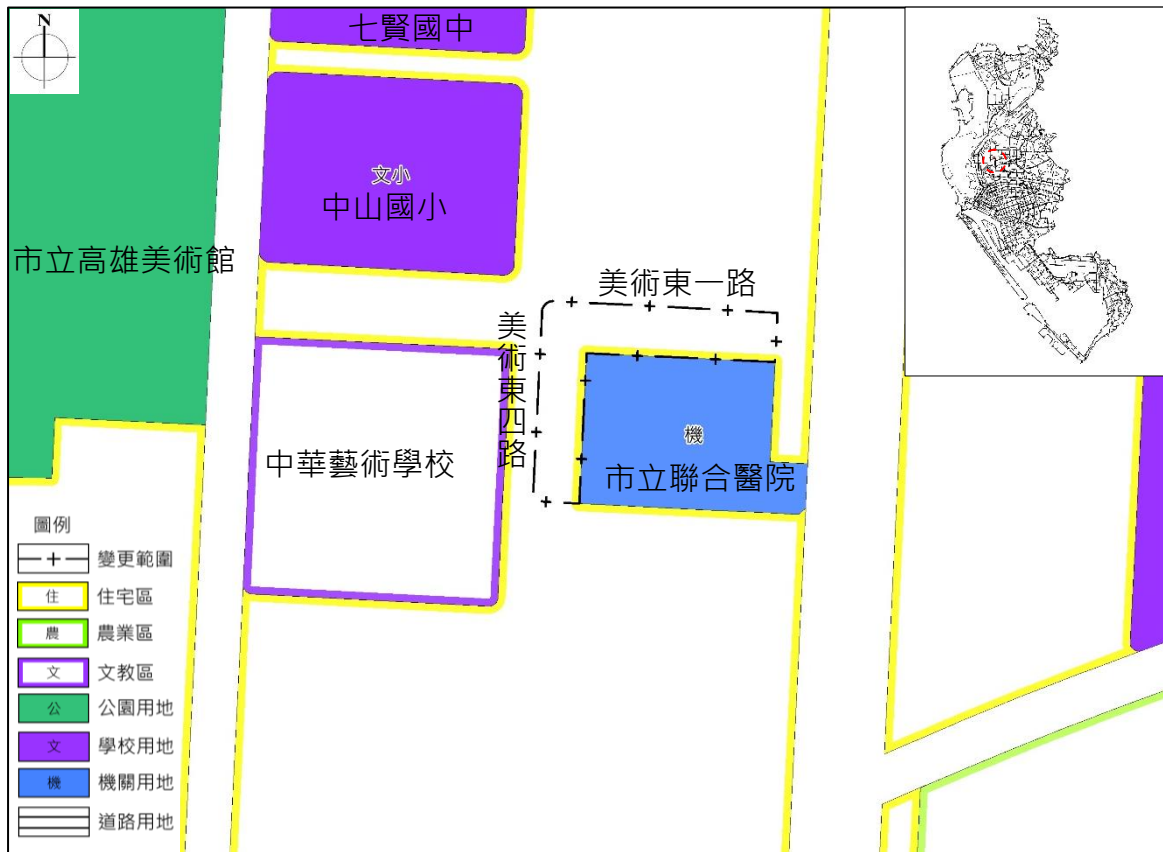 N
七賢國中
文小
中山國小
市立高雄美術館
美術東一路
美術東四路
中華藝術學校
機
市立聯合醫院
圖例
變更範圍
住 住宅區
農 農業區
文 文教區
公 公園用地
文 學校用地
機 機關用地
道路用地